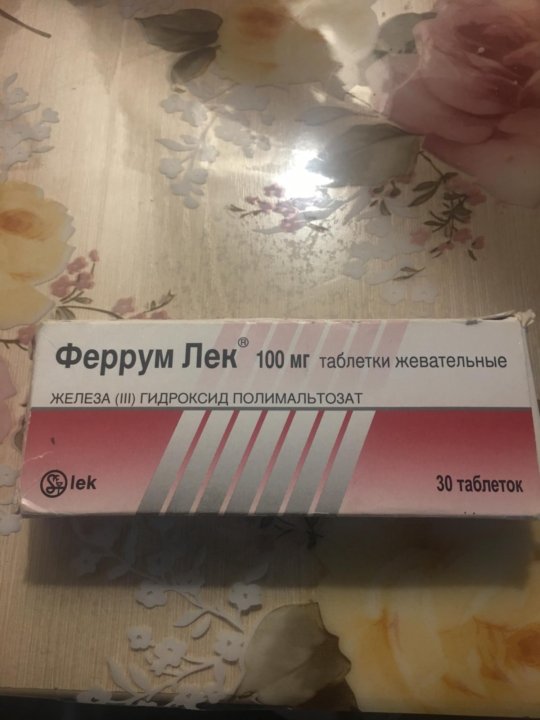 Феррум Лек® 100 мг таблетки жевательные
ЖЕЛЕЗА (III) ГИДРОКСИД ПОЛИМАЛЬТОЗАТ
lek
30 таблеток